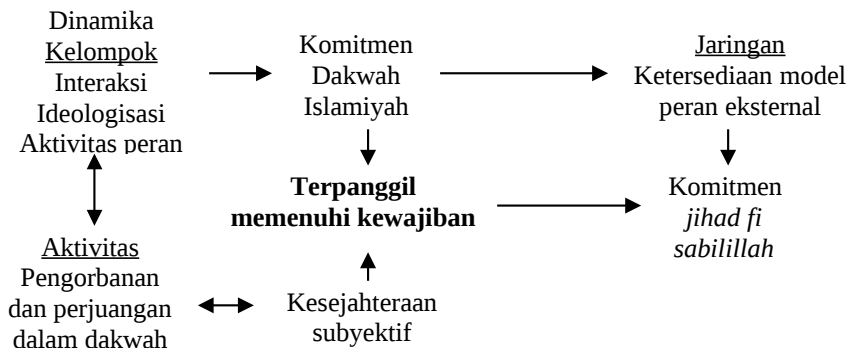 Dinamika
Kelompok
Interaksi
Ideologisasi
Aktivitas peran
Komitmen
Dakwah
Islamiyah
Jaringan
Ketersediaan model
peran eksternal
Terpanggil
memenuhi kewajiban
Komitmen
jihad fi
sabilillah
Aktivitas
Pengorbanan
dan perjuangan
dalam dakwah
Kesejahteraan
subyektif